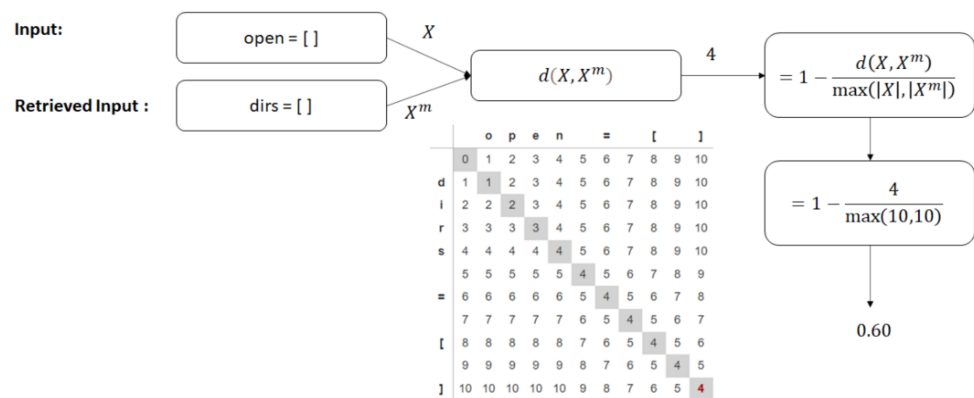 Input:
open = [ ]
X
d(X, X^m)
4
= 1 − d(X, X^m) / max(|X|, |X^m|)
Retrieved Input :
dirs = [ ]
X^m
o p e n = [ ]
0 1 2 3 4 5 6 7 8 9 10
d 1 1 2 3 4 5 6 7 8 9 10
i 2 2 2 3 4 5 6 7 8 9 10
r 3 3 3 3 4 5 6 7 8 9 10
s 4 4 4 4 4 5 6 7 8 9 10
5 5 5 5 5 4 5 6 7 8 9
= 6 6 6 6 6 5 4 5 6 7 8
7 7 7 7 7 6 5 4 5 6 7
[ 8 8 8 8 8 7 6 5 4 5 6
9 9 9 9 9 8 7 6 5 4 5
] 10 10 10 10 10 9 8 7 6 5 4
= 1 − 4 / max(10,10)
0.60